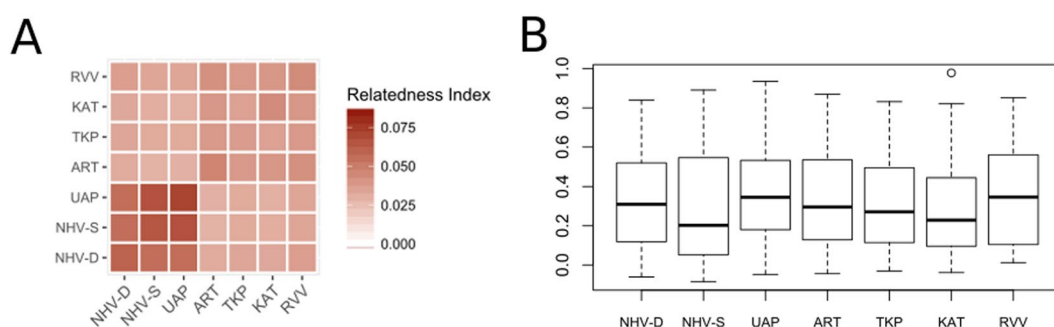 A
RVV
KAT
TKP
ART
UAP
NHV-S
NHV-D
NHV-D
NHV-S
UAP
ART
TKP
KAT
RVV
Relatedness Index
0.075
0.050
0.025
0.000
B
1.0
0.8
0.6
0.4
0.2
0.0
NHV-D NHV-S UAP ART TKP KAT RVV